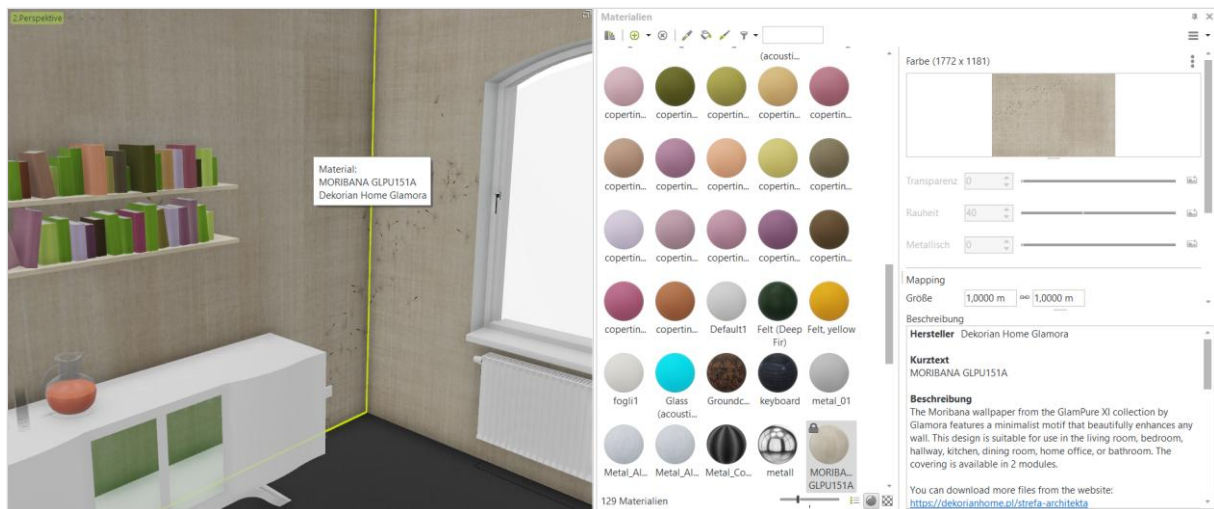 2.Perspektive
Material:
MORIBANA GLPU151A
Dekorian Home Glamora
Materialien
(acousti...
copertin... copertin... copertin... copertin... copertin...
copertin... copertin... copertin... copertin... copertin...
copertin... copertin... copertin... copertin... copertin...
copertin... copertin... Default1 Felt (Deep Felt, yellow
Fir)
fogli1 Glass Groundc... keyboard metal_01
(acousti...
Metal_Al... Metal_Al... Metal_Co... metall MORIBA...
GLPU151A
129 Materialien
Farbe (1772 x 1181)
Transparenz 0
Rauheit 40
Metallisch 0
Mapping
Größe 1,0000 m 1,0000 m
Beschreibung
Hersteller Dekorian Home Glamora
Kurztext
MORIBANA GLPU151A
Beschreibung
The Moribana wallpaper from the GlamPure XI collection by
Glamora features a minimalist motif that beautifully enhances any
wall. This design is suitable for use in the living room, bedroom,
hallway, kitchen, dining room, home office, or bathroom. The
covering is available in 2 modules.
You can download more files from the website:
https://dekorianhome.pl/strefa-architekta